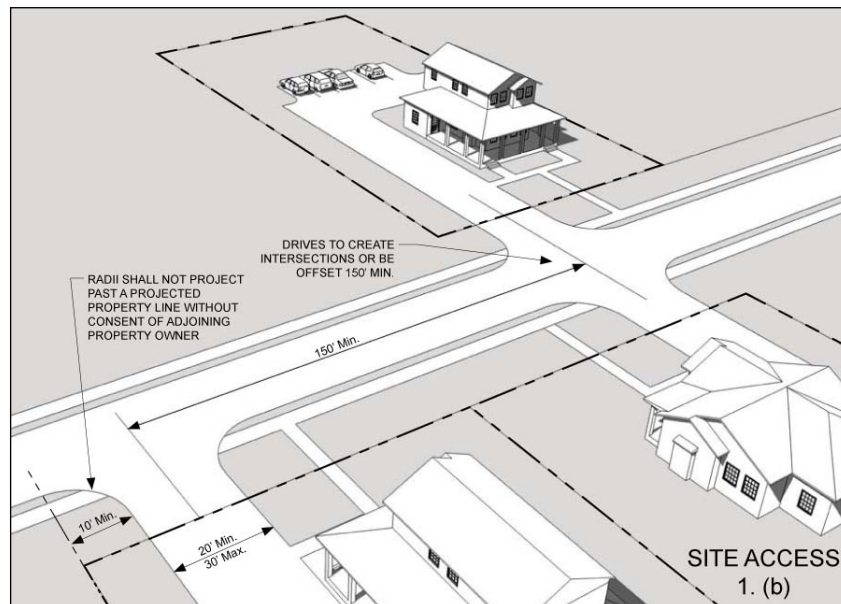 DRIVES TO CREATE
INTERSECTIONS OR BE
OFFSET 150' MIN.
RADII SHALL NOT PROJECT
PAST A PROJECTED
PROPERTY LINE WITHOUT
CONSENT OF ADJOINING
PROPERTY OWNER
150' Min.
10' Min.
20' Min.
30' Max.
SITE ACCESS
1. (b)